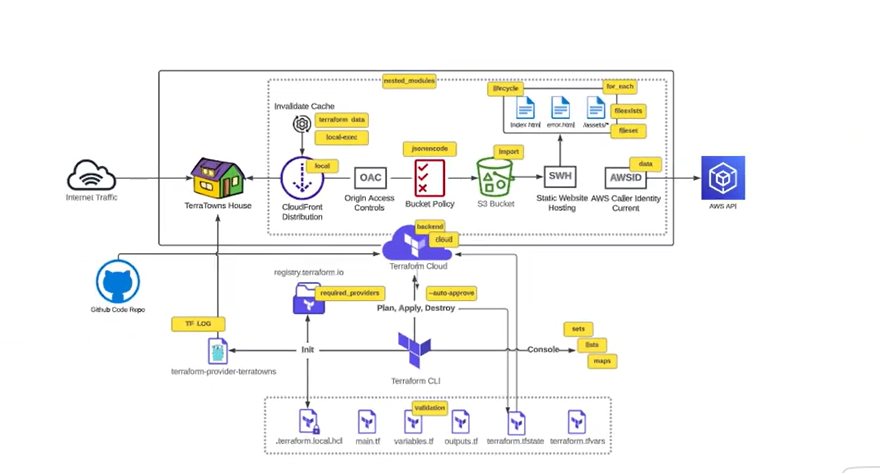 nested_modules
lifecycle
for_each
Invalidate Cache
terraform_data
local-exec
index.html
error.html
/assets/*
fileexists
fileset
jsonencode
import
local
data
OAC
SWH
AWSID
Internet Traffic
TerraTowns House
CloudFront
Distribution
Origin Access
Controls
Bucket Policy
S3 Bucket
Static Website
Hosting
AWS Caller Identity
Current
AWS API
backend
cloud
Terraform Cloud
registry.terraform.io
required_providers
--auto-approve
Github Code Repo
Plan, Apply, Destroy
TF_LOG
sets
Init
Console
lists
maps
terraform-provider-terratowns
Terraform CLI
validation
.terraform.local.hcl
main.tf
variables.tf
outputs.tf
terraform.tfstate
terraform.tfvars